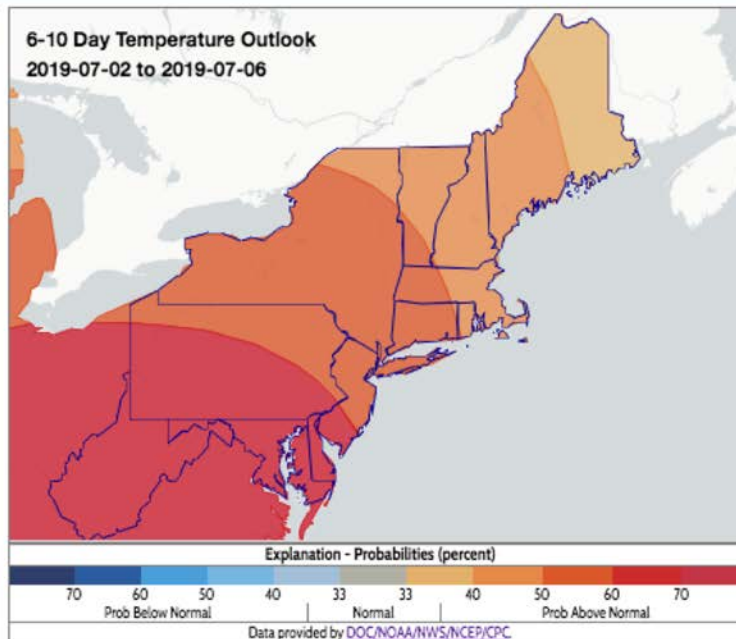 6-10 Day Temperature Outlook
2019-07-02 to 2019-07-06
Explanation - Probabilities (percent)
70 60 50 40 33 33 40 50 60 70
Prob Below Normal | Normal | Prob Above Normal
Data provided by DOC/NOAA/NWS/NCEP/CPC.